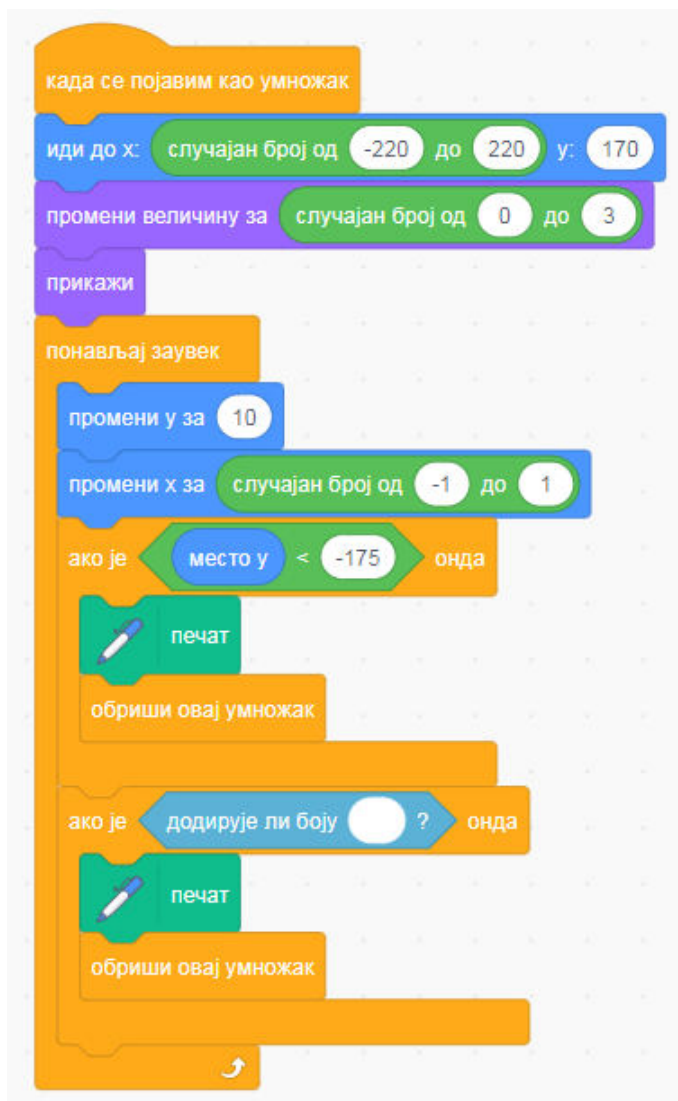 када се појавим као умножак
иди до x: случајан број од -220 до 220 y: 170
промени величину за случајан број од 0 до 3
прикажи
понављај заувек
промени y за 10
промени x за случајан број од -1 до 1
ако је место y < -175 онда
печат
обриши овај умножак
ако је додирује ли боју ? онда
печат
обриши овај умножак